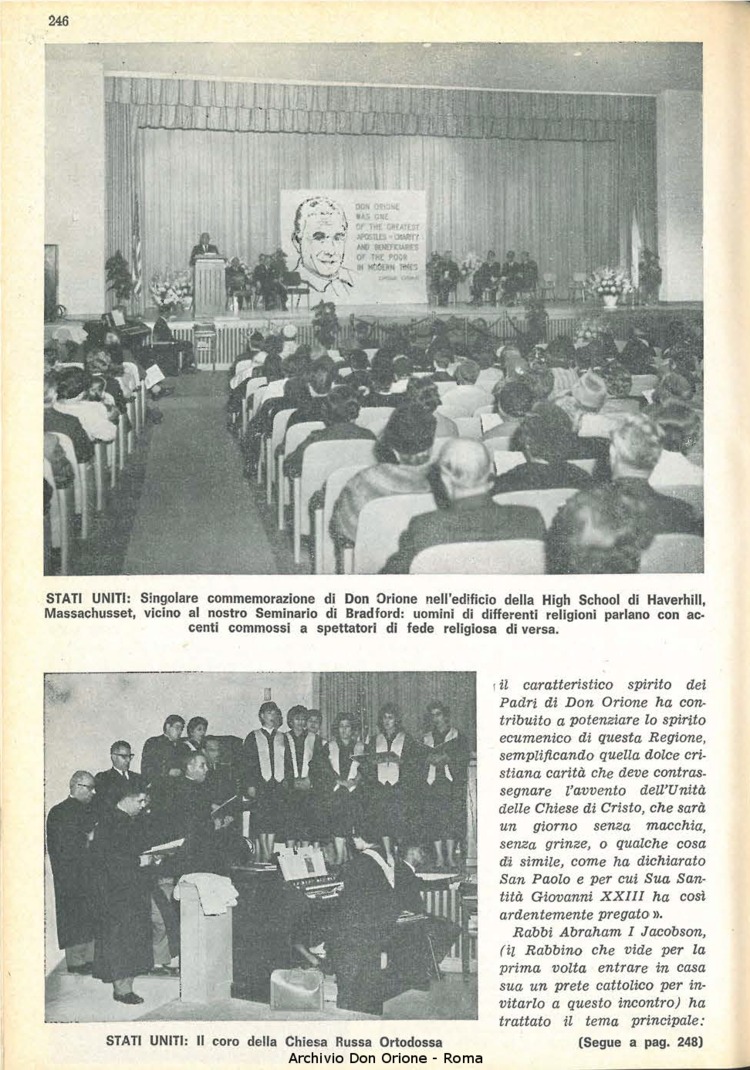 246
DON ORIONE
WAS ONE
OF THE GREATEST
APOSTLES - CHARITY
AND BENEFICIARIES
OF THE POOR
IN MODERN TIMES
STATI UNITI: Singolare commemorazione di Don Orione nell'edificio della High School di Haverhill,
Massachusset, vicino al nostro Seminario di Bradford: uomini di differenti religioni parlano con ac-
centi commossi a spettatori di fede religiosa diversa.
il caratteristico spirito dei
Padri di Don Orione ha con-
tribuito a potenziare lo spirito
ecumenico di questa Regione,
semplificando quella dolce cri-
stiana carità che deve contras-
segnare l'avvento dell'Unità
delle Chiese di Cristo, che sarà
un giorno senza macchia,
senza grinze, o qualche cosa
di simile, come ha dichiarato
San Paolo e per cui Sua San-
tità Giovanni XXIII ha così
ardentemente pregato ».
Rabbi Abraham I Jacobson,
(il Rabbino che vide per la
prima volta entrare in casa
sua un prete cattolico per in-
vitarlo a questo incontro) ha
trattato il tema principale:
(Segue a pag. 248)
STATI UNITI: Il coro della Chiesa Russa Ortodossa
Archivio Don Orione - Roma